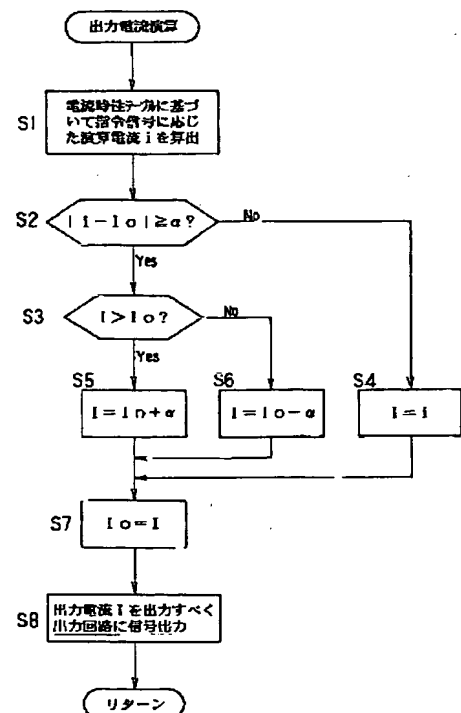 出力電流演算
S1
電流特性テーブルに基づ
いて指令信号に応じ
た演算電流iを算出
S2
|i-Io|≥α?
No
Yes
S3
i>Io?
No
Yes
S5
I=Io+α
S6
I=Io-α
S4
I=i
S7
Io=I
S8
出力電流Iを出力すべく
出力回路に信号出力
リターン